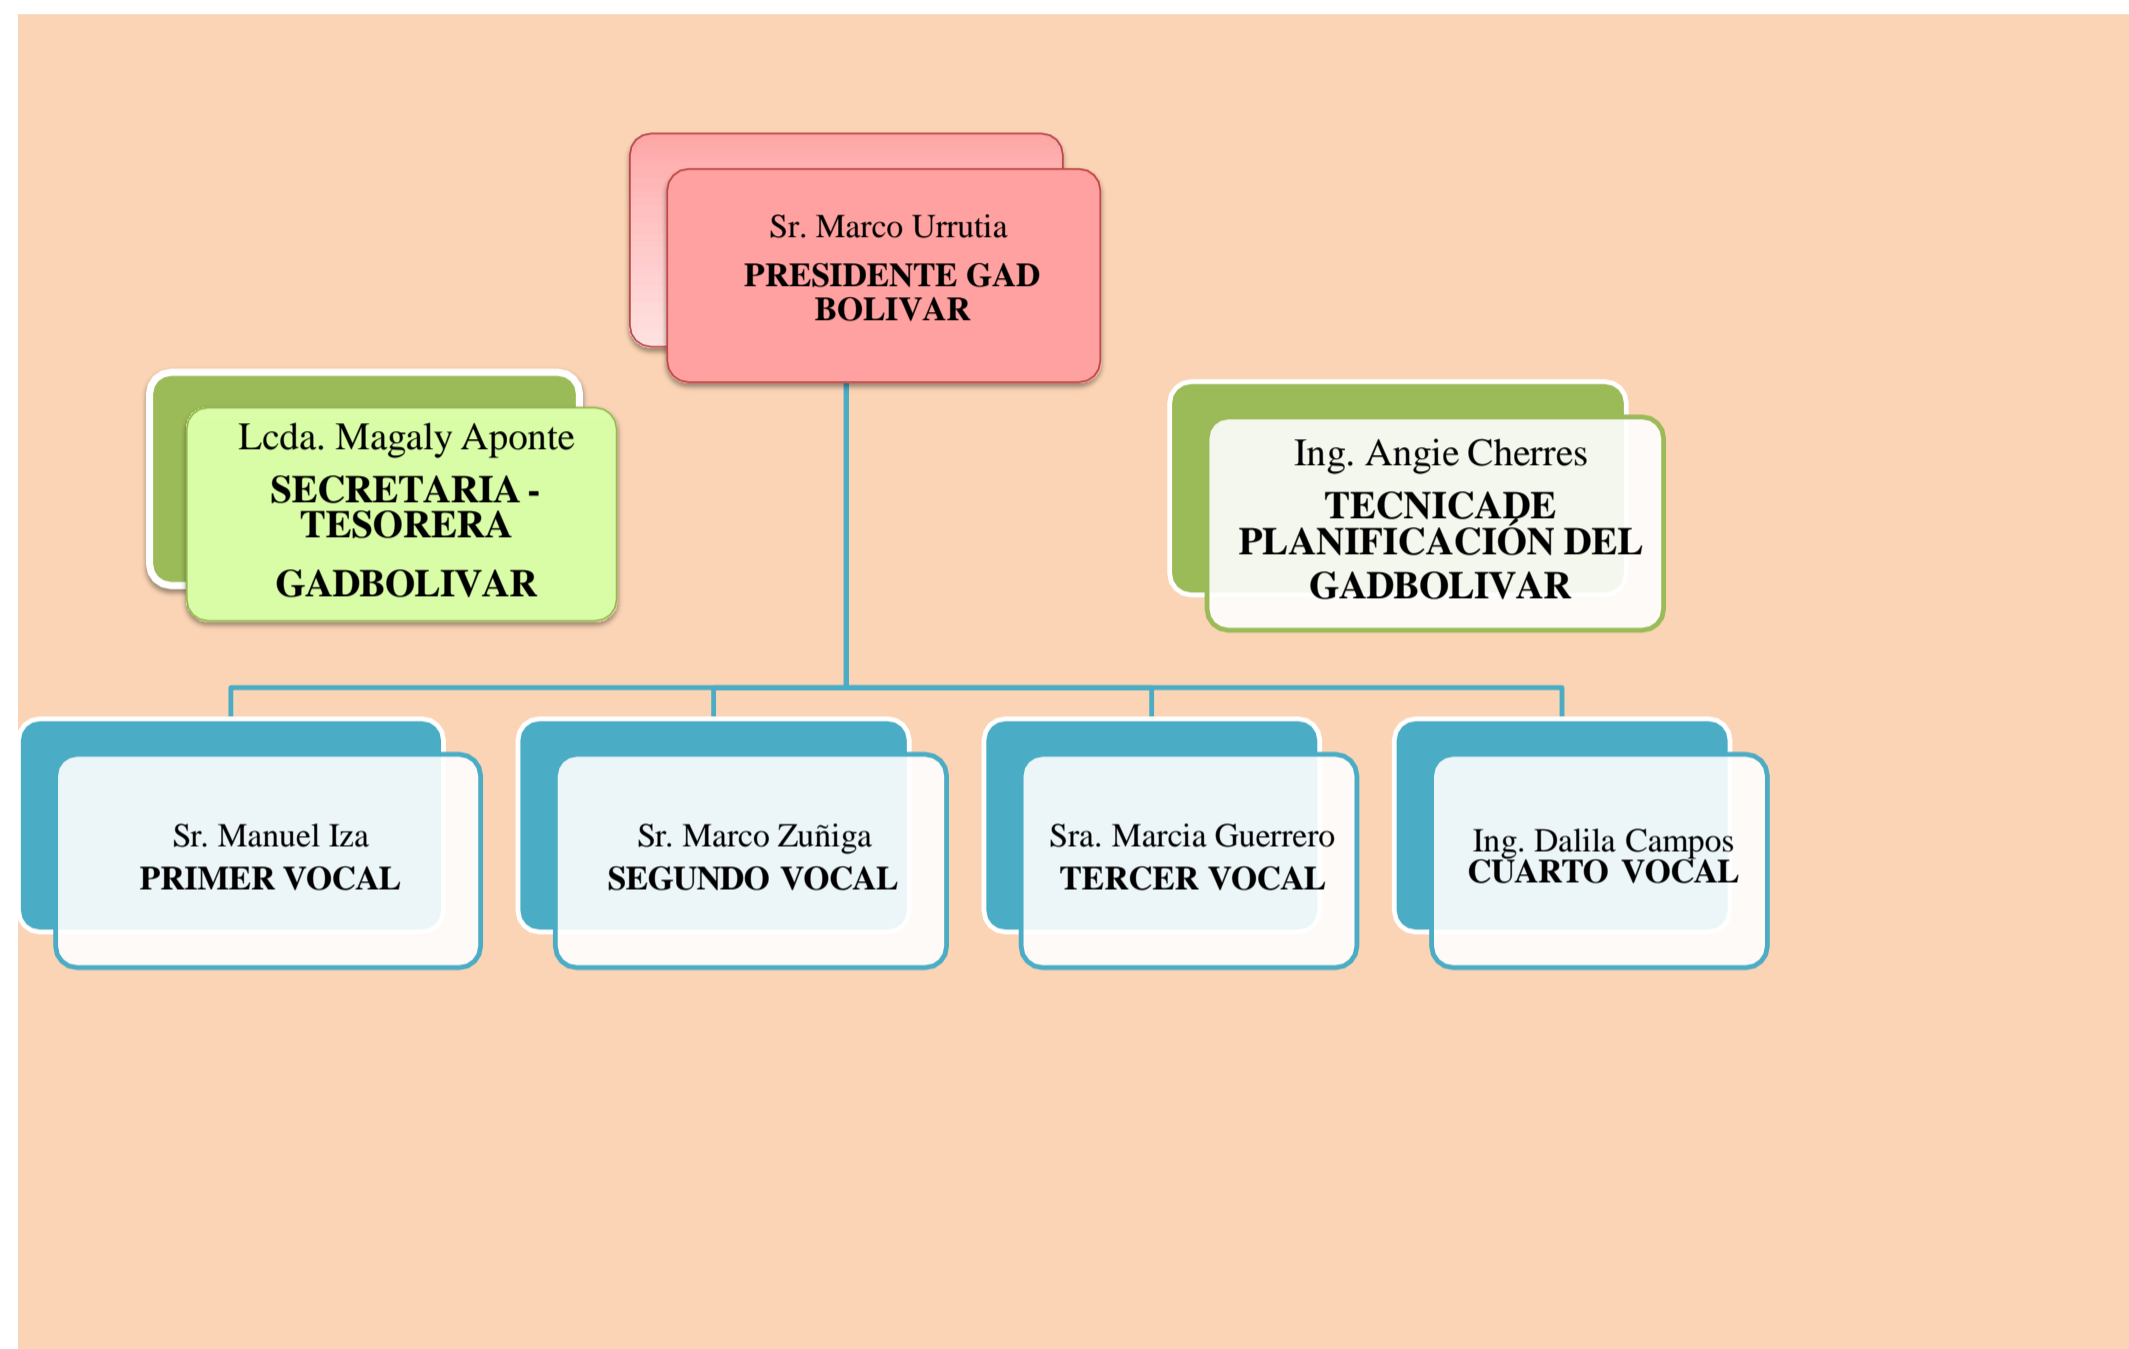 Sr. Marco Urrutia
PRESIDENTE GAD
BOLIVAR
Lcda. Magaly Aponte
SECRETARIA -
TESORERA
GADBOLIVAR
Ing. Angie Cherres
TECNICADE
PLANIFICACIÓN DEL
GADBOLIVAR
Sr. Manuel Iza
PRIMER VOCAL
Sr. Marco Zuñiga
SEGUNDO VOCAL
Sra. Marcia Guerrero
TERCER VOCAL
Ing. Dalila Campos
CUARTO VOCAL